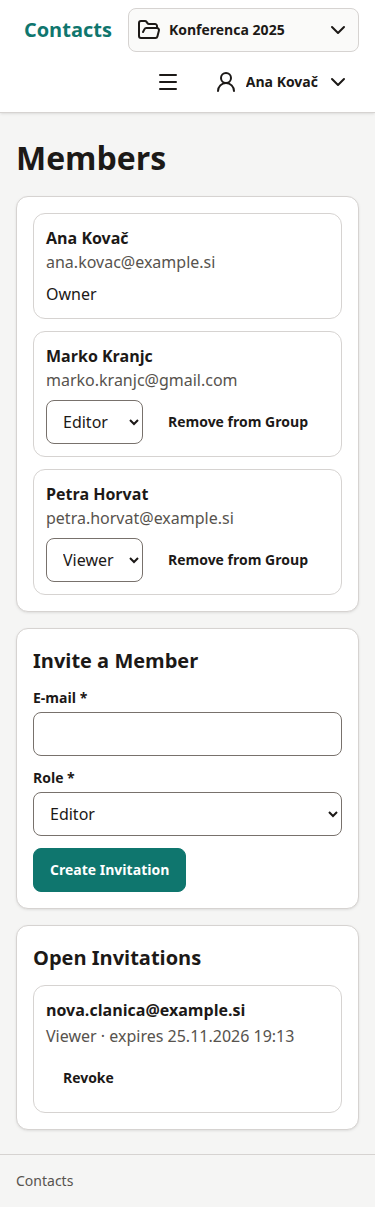 Contacts
Konferenca 2025
Ana Kovač
Members
Ana Kovač
ana.kovac@example.si
Owner
Marko Kranjc
marko.kranjc@gmail.com
Editor
Remove from Group
Petra Horvat
petra.horvat@example.si
Viewer
Remove from Group
Invite a Member
E-mail *
Role *
Editor
Create Invitation
Open Invitations
nova.clanica@example.si
Viewer · expires 25.11.2026 19:13
Revoke
Contacts